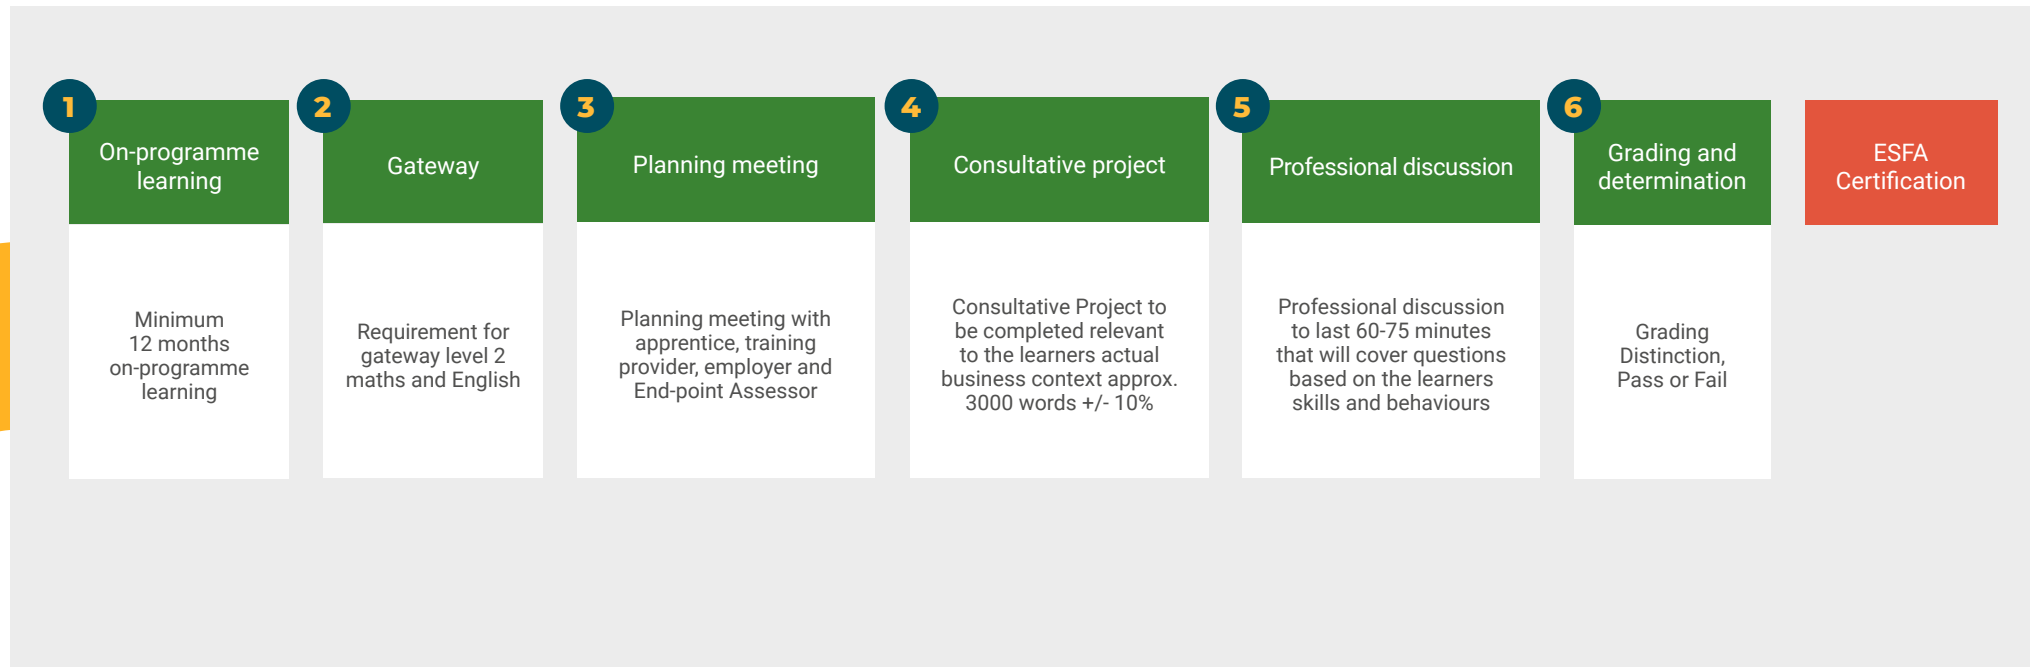 1
On-programme
learning
Minimum
12 months
on-programme
learning
2
Gateway
Requirement for
gateway level 2
maths and English
3
Planning meeting
Planning meeting with
apprentice, training
provider, employer and
End-point Assessor
4
Consultative project
Consultative Project to
be completed relevant
to the learners actual
business context approx.
3000 words +/- 10%
5
Professional discussion
Professional discussion
to last 60-75 minutes
that will cover questions
based on the learners
skills and behaviours
6
Grading and
determination
Grading
Distinction,
Pass or Fail
ESFA
Certification